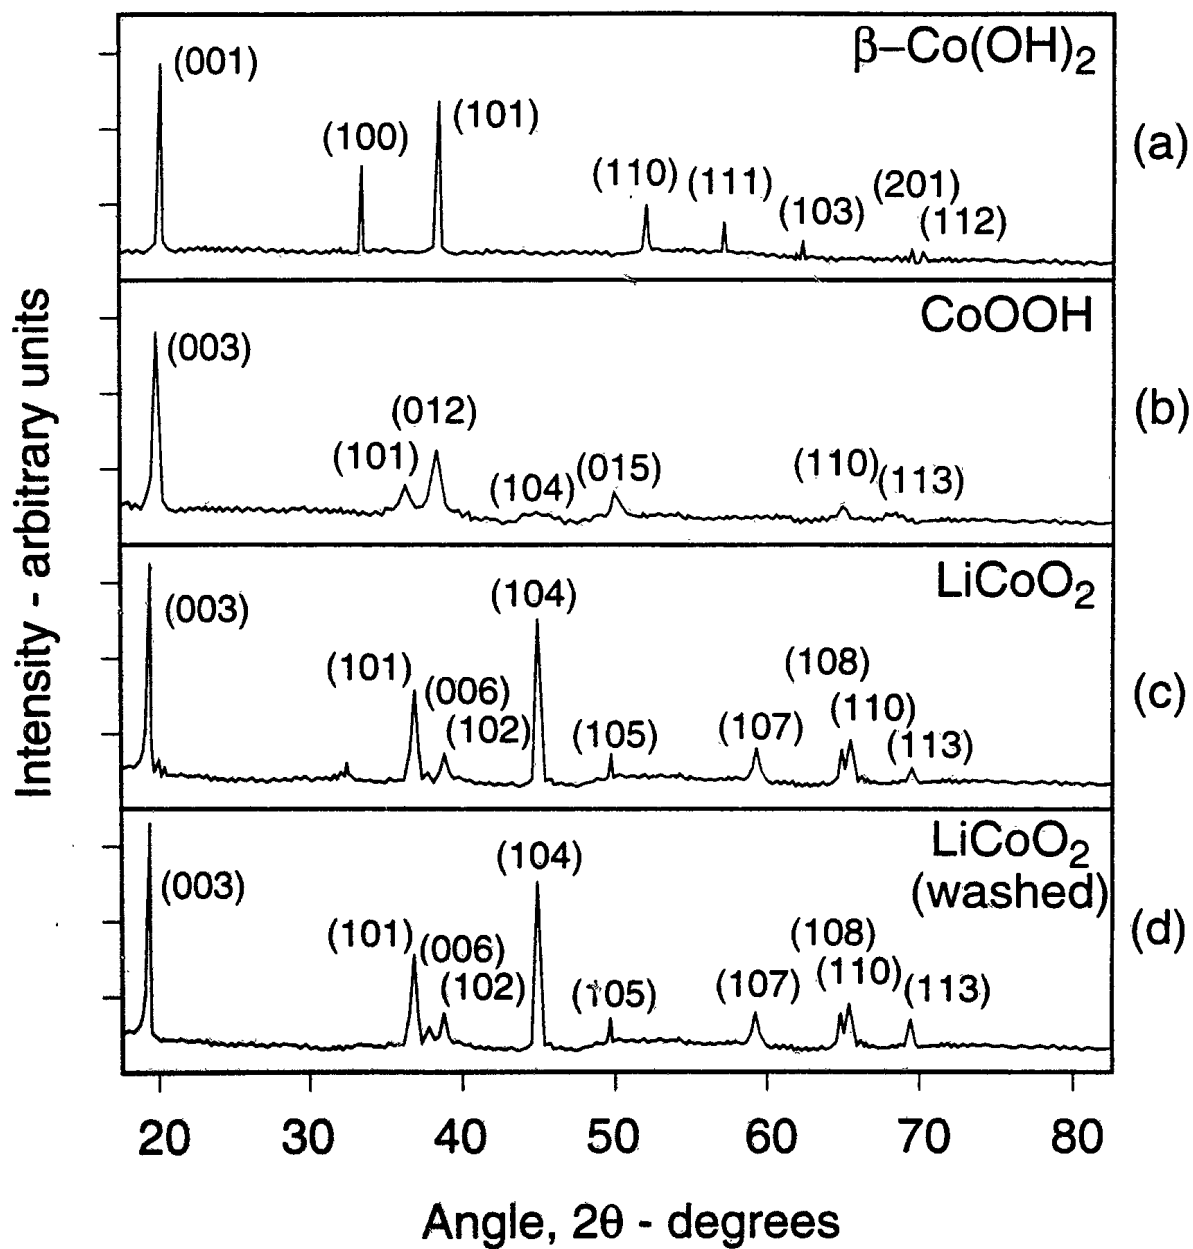 β–Co(OH)₂
(001)
(100)
(101)
(110)
(111)
(103)
(201)
(112)
(a)
CoOOH
(003)
(101)
(012)
(104)
(015)
(110)
(113)
(b)
LiCoO₂
(003)
(101)
(006)
(102)
(104)
(105)
(107)
(108)
(110)
(113)
(c)
LiCoO₂
(washed)
(003)
(101)
(006)
(102)
(104)
(105)
(107)
(108)
(110)
(113)
(d)
Intensity - arbitrary units
20 30 40 50 60 70 80
Angle, 2θ - degrees